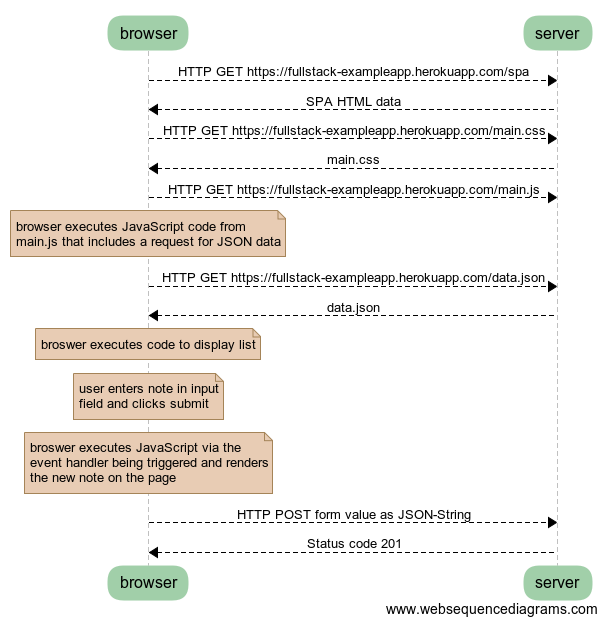 browser
server
HTTP GET https://fullstack-exampleapp.herokuapp.com/spa
SPA HTML data
HTTP GET https://fullstack-exampleapp.herokuapp.com/main.css
main.css
HTTP GET https://fullstack-exampleapp.herokuapp.com/main.js
browser executes JavaScript code from
main.js that includes a request for JSON data
HTTP GET https://fullstack-exampleapp.herokuapp.com/data.json
data.json
broswer executes code to display list
user enters note in input
field and clicks submit
broswer executes JavaScript via the
event handler being triggered and renders
the new note on the page
HTTP POST form value as JSON-String
Status code 201
browser
server
www.websequencediagrams.com